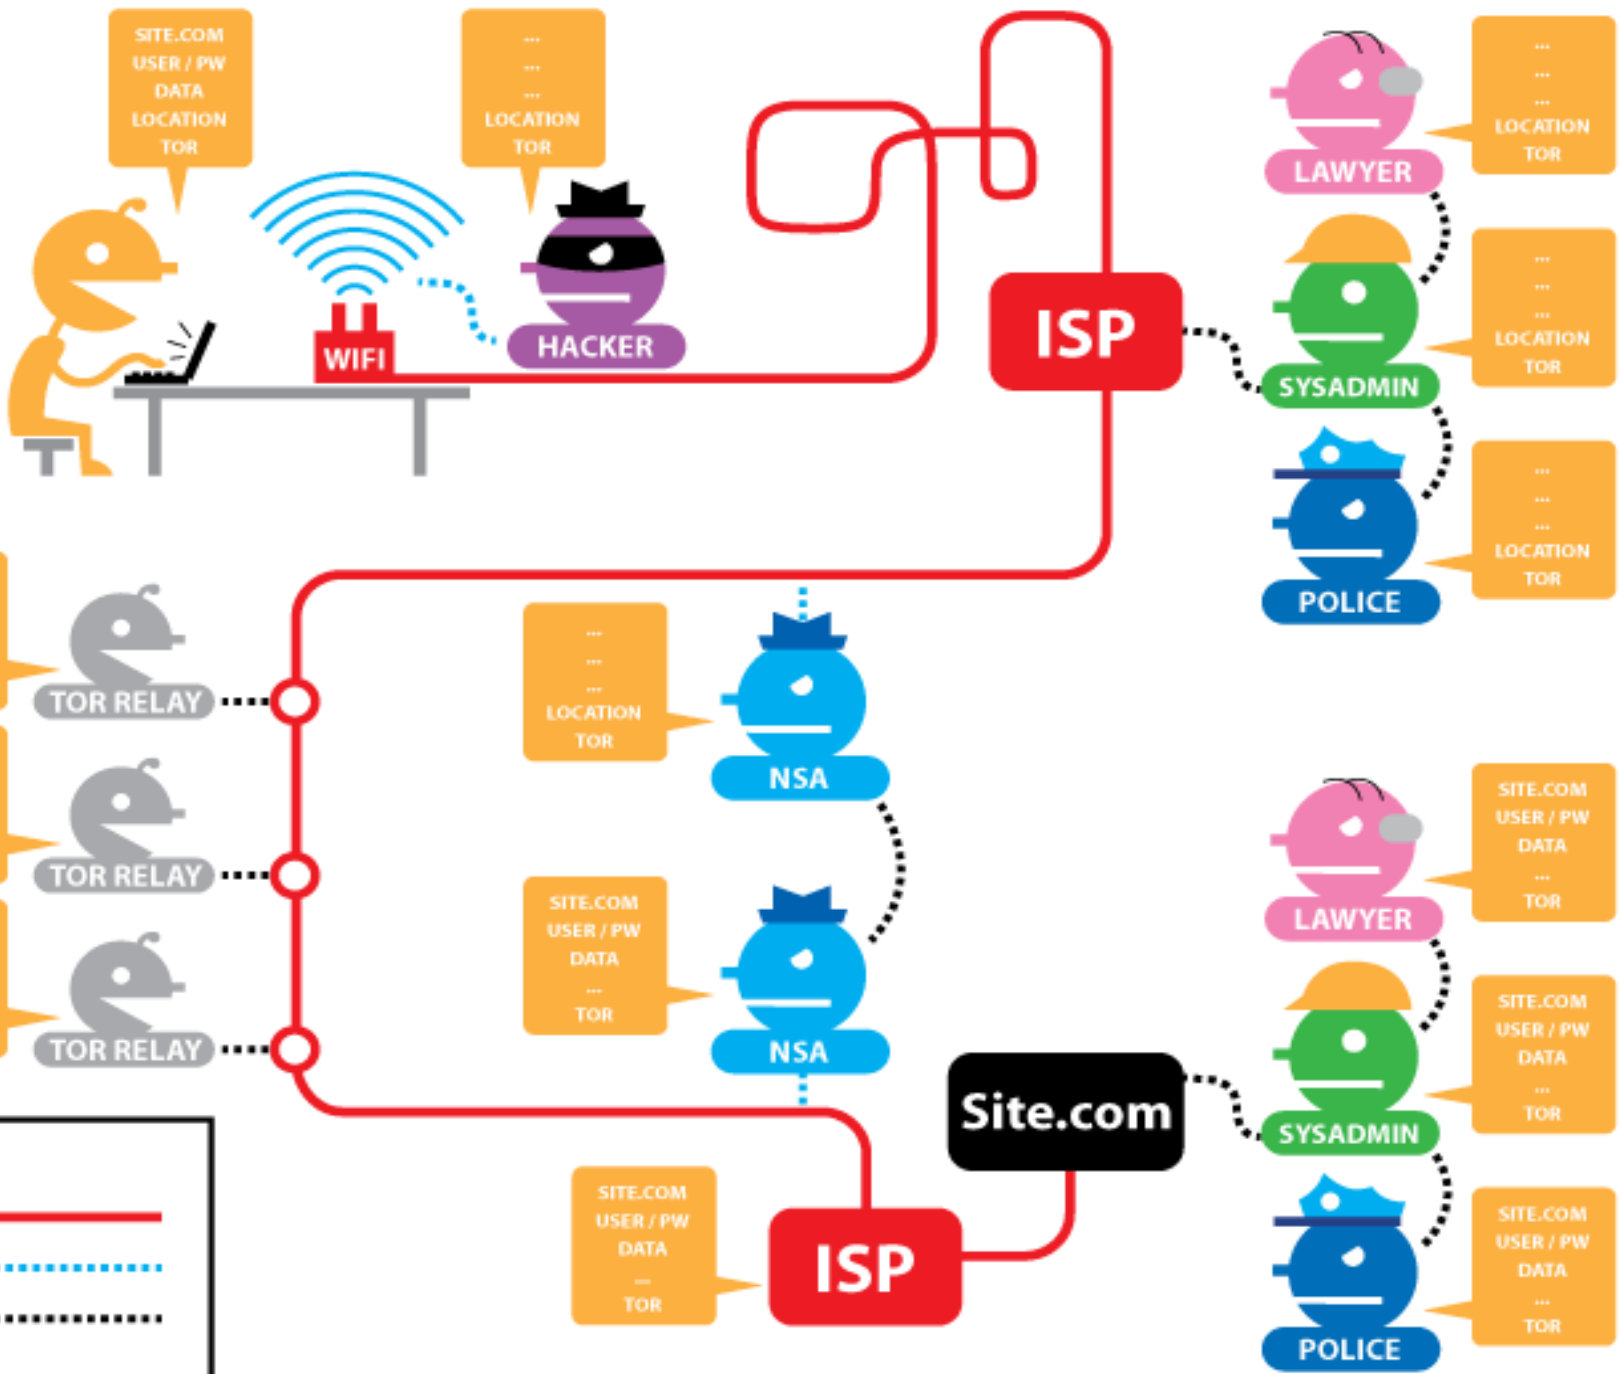 SITE.COM
USER / PW
DATA
LOCATION
TOR
...
...
...
LOCATION
TOR
WIFI
HACKER
ISP
...
...
...
LOCATION
TOR
LAWYER
...
...
...
LOCATION
TOR
SYSADMIN
...
...
...
LOCATION
TOR
POLICE
TOR RELAY
TOR RELAY
TOR RELAY
...
...
...
LOCATION
TOR
NSA
SITE.COM
USER / PW
DATA
...
TOR
NSA
SITE.COM
USER / PW
DATA
...
TOR
ISP
Site.com
SITE.COM
USER / PW
DATA
...
TOR
LAWYER
SITE.COM
USER / PW
DATA
...
TOR
SYSADMIN
SITE.COM
USER / PW
DATA
...
TOR
POLICE